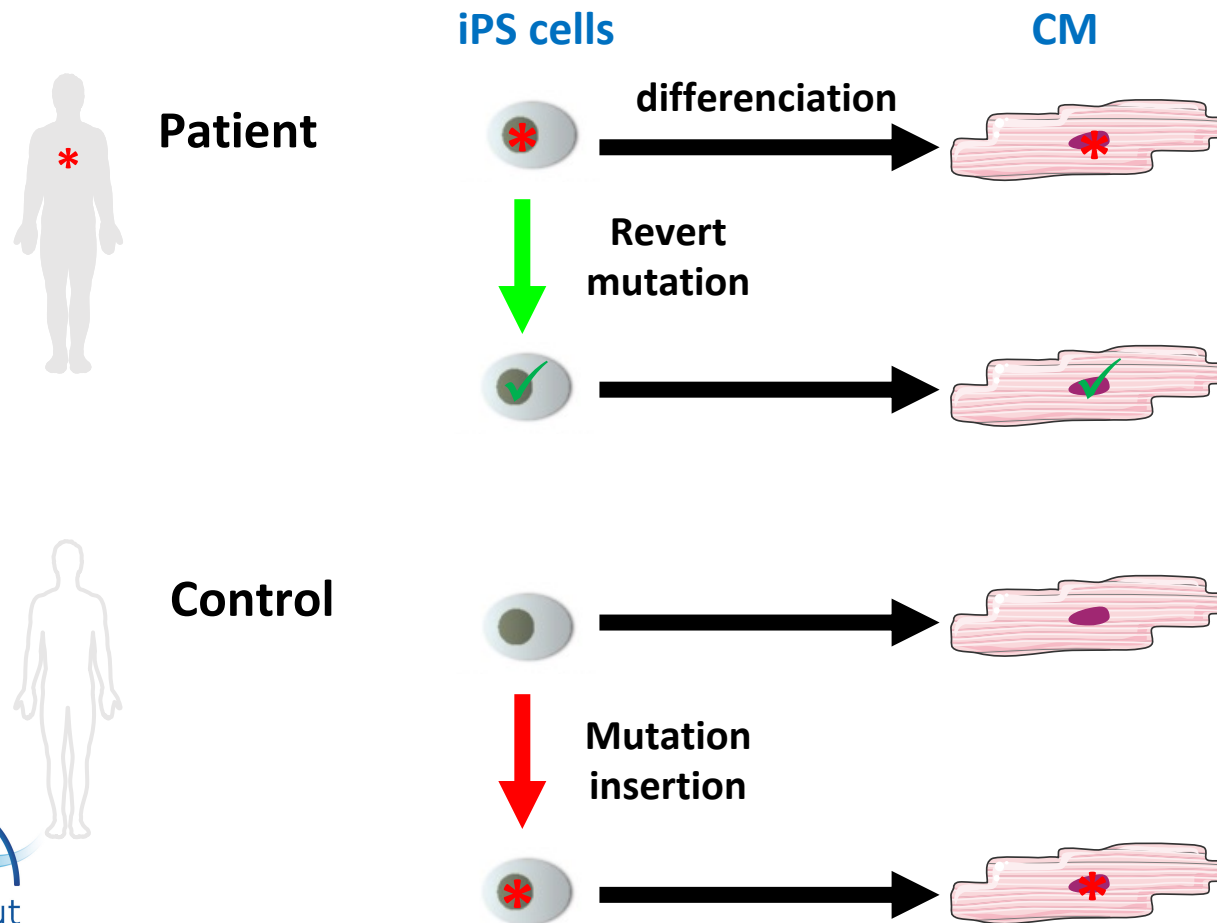 iPS cells
CM
differenciation
Patient
Revert
mutation
Control
Mutation
insertion